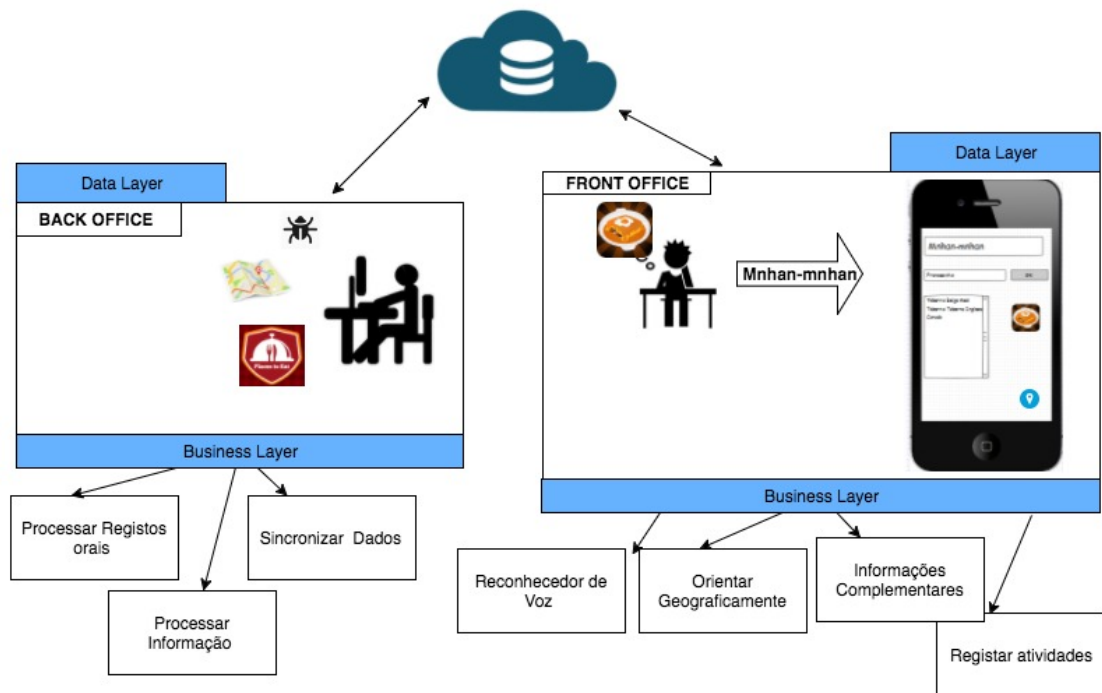 Data Layer
BACK OFFICE
Business Layer
Processar Registos
orais
Sincronizar Dados
Processar
Informação
Data Layer
FRONT OFFICE
Mnhan-mnhan
Mnhan-mnhan
Francesinha
Business Layer
Reconhecedor de
Voz
Orientar
Geograficamente
Informações
Complementares
Registar atividades